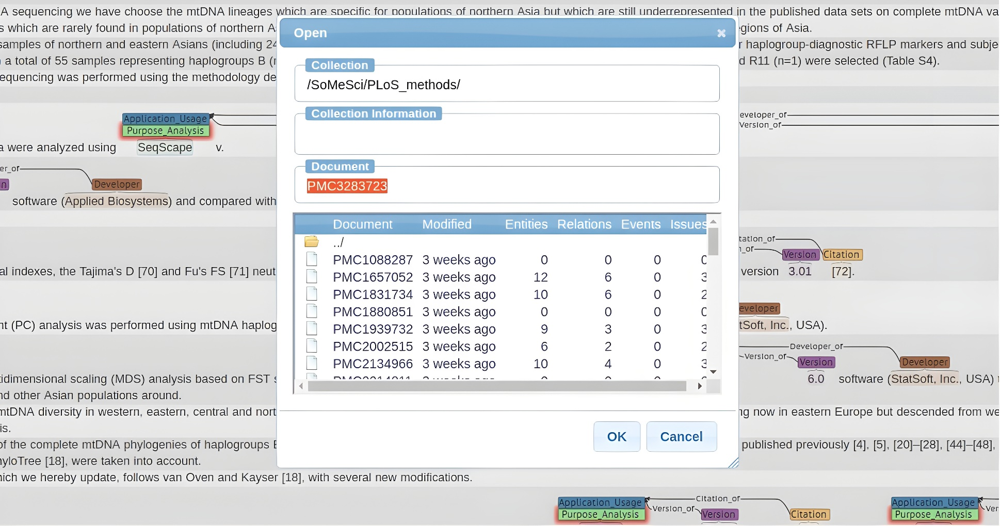 A sequencing we have choose the mtDNA lineages which are specific for populations of northern Asia but which are still underrepresented in the published data sets on complete mtDNA va
s which are rarely found in populations of northern A
gions of Asia.
samples of northern and eastern Asians (including 24
r haplogroup-diagnostic RFLP markers and subje
a total of 55 samples representing haplogroups B (
d R11 (n=1) were selected (Table S4).
equencing was performed using the methodology de
Open
Collection
/SoMeSci/PLoS_methods/
Collection Information
Document
PMC3283723
Document Modified Entities Relations Events Issues
../
PMC1088287 3 weeks ago 0 0 0 0
PMC1657052 3 weeks ago 12 6 0 3
PMC1831734 3 weeks ago 10 6 0 2
PMC1880851 3 weeks ago 0 0 0 0
PMC1939732 3 weeks ago 9 3 0 3
PMC2002515 3 weeks ago 6 2 0 2
PMC2134966 3 weeks ago 10 4 0 3
OK Cancel
Application_Usage
Purpose_Analysis
eveloper_of
Version_of
a were analyzed using SeqScape v.
er_of
n Developer
software (Applied Biosystems) and compared with
tation_of
n_of Version Citation
al indexes, the Tajima's D [70] and Fu's FS [71] neut
version 3.01 [72].
eveloper
nt (PC) analysis was performed using mtDNA haplog
tSoft, Inc., USA).
Developer_of
Version_of Version Developer
tidimensional scaling (MDS) analysis based on FST s
6.0 software (StatSoft, Inc., USA)
nd other Asian populations around.
mtDNA diversity in western, eastern, central and nort
ng now in eastern Europe but descended from we
is.
of the complete mtDNA phylogenies of haplogroups
published previously [4], [5], [20]–[28], [44]–[48],
hyloTree [18], were taken into account.
hich we hereby update, follows van Oven and Kayser [18], with several new modifications.
Application_Usage Citation_of Application_Usage
Purpose_Analysis Version_of Version Citation Purpose_Analysis Ver